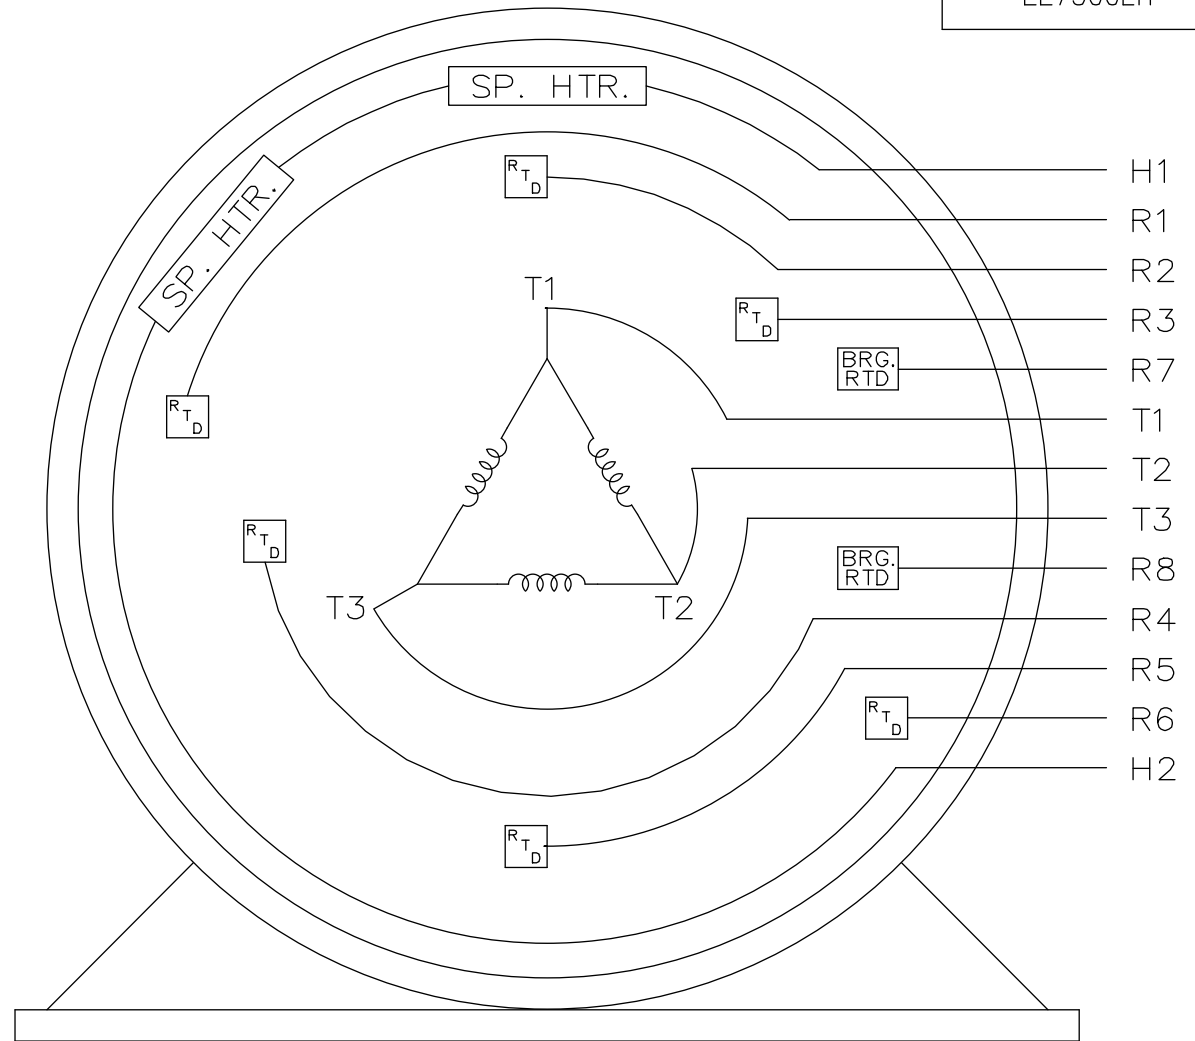 SP. HTR.
H1
RTD
R1
SP. HTR.
R2
T1
RTD
R3
BRG.
RTD
R7
RTD
T1
T2
RTD
T3
BRG.
RTD
R8
T3
T2
R4
R5
RTD
R6
H2
RTD